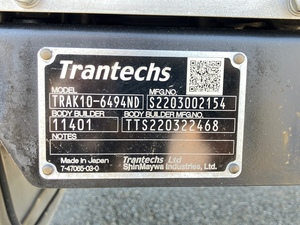 Trantechs
MODEL MFG.NO.
TRAK10-6494ND S2203002154
BODY BUILDER BODY BUILDER MFG.NO.
11401 TTS220322468
NOTES
Made in Japan Trantechs Ltd
7-47065-03-0 ShinMaywa Industries, Ltd.